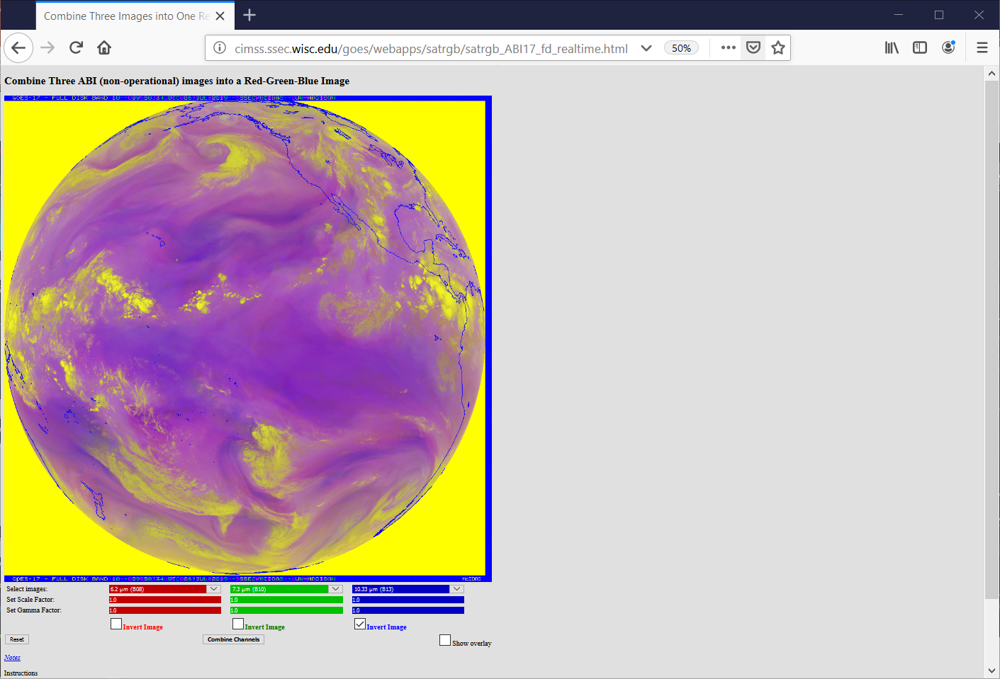 Combine Three Images into One Re
cimss.ssec.wisc.edu/goes/webapps/satrgb/satrgb_ABI17_fd_realtime.html
50%
Combine Three ABI (non-operational) images into a Red-Green-Blue Image
GOES-17 - FULL DISK BAND
GOES-17 - FULL DISK BAND
McIDAS
Select images: 6.2 µm (B08) 7.3 µm (B10) 10.33 µm (B13)
Set Scale Factor: 1.0 1.0 1.0
Set Gamma Factor: 1.0 1.0 1.0
Invert Image Invert Image Invert Image
Reset Combine Channels Show overlay
Notes
Instructions